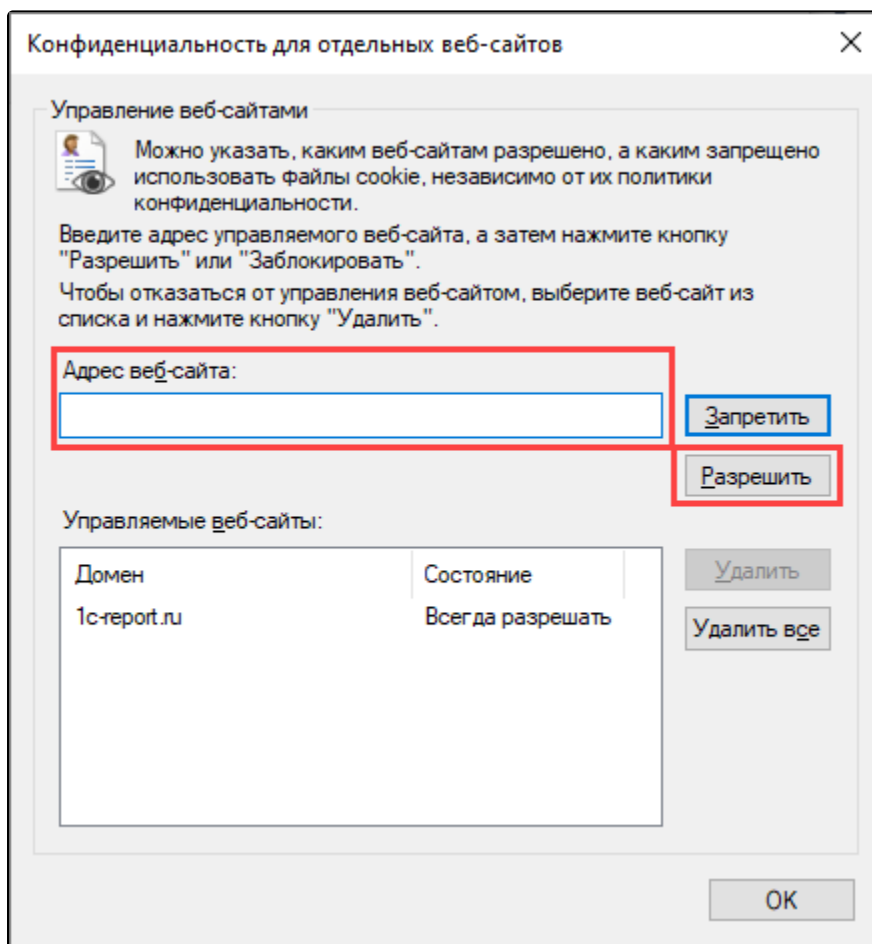 Конфиденциальность для отдельных веб-сайтов
Управление веб-сайтами
Можно указать, каким веб-сайтам разрешено, а каким запрещено
использовать файлы cookie, независимо от их политики
конфиденциальности.
Введите адрес управляемого веб-сайта, а затем нажмите кнопку
"Разрешить" или "Заблокировать".
Чтобы отказаться от управления веб-сайтом, выберите веб-сайт из
списка и нажмите кнопку "Удалить".
Адрес веб-сайта:
Запретить
Разрешить
Управляемые веб-сайты:
Домен Состояние
Удалить
1c-report.ru Всегда разрешать
Удалить все
OK